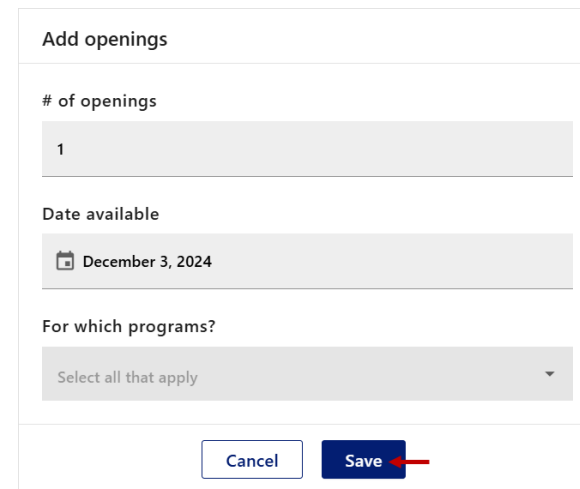 Add openings
# of openings
1
Date available
December 3, 2024
For which programs?
Select all that apply
Cancel Save